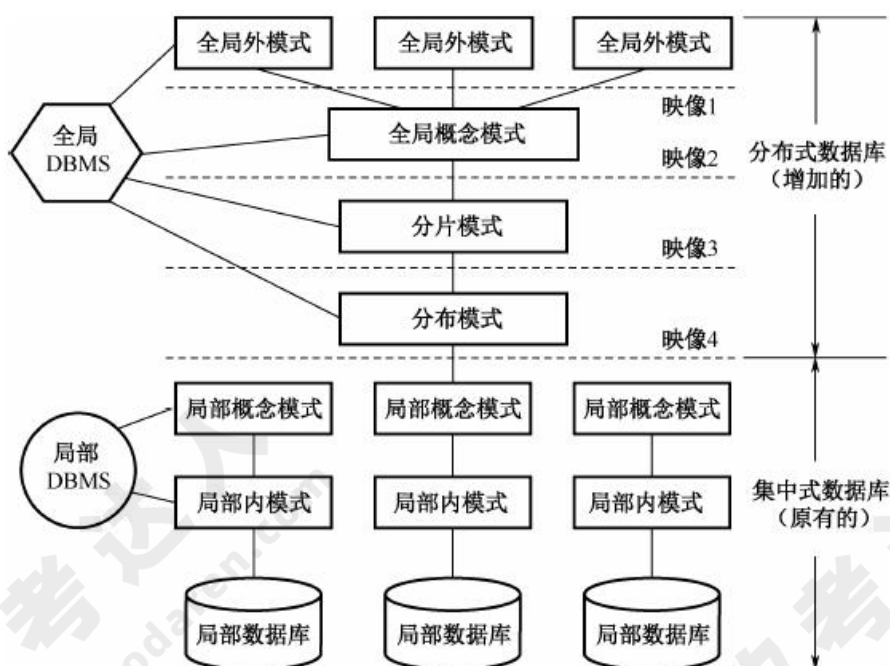 全局外模式
全局外模式
全局外模式
映像1
全局
DBMS
全局概念模式
映像2
分布式数据库
（增加的）
分片模式
映像3
分布模式
映像4
局部概念模式
局部概念模式
局部概念模式
局部
DBMS
局部内模式
局部内模式
局部内模式
集中式数据库
（原有的）
局部数据库
局部数据库
局部数据库